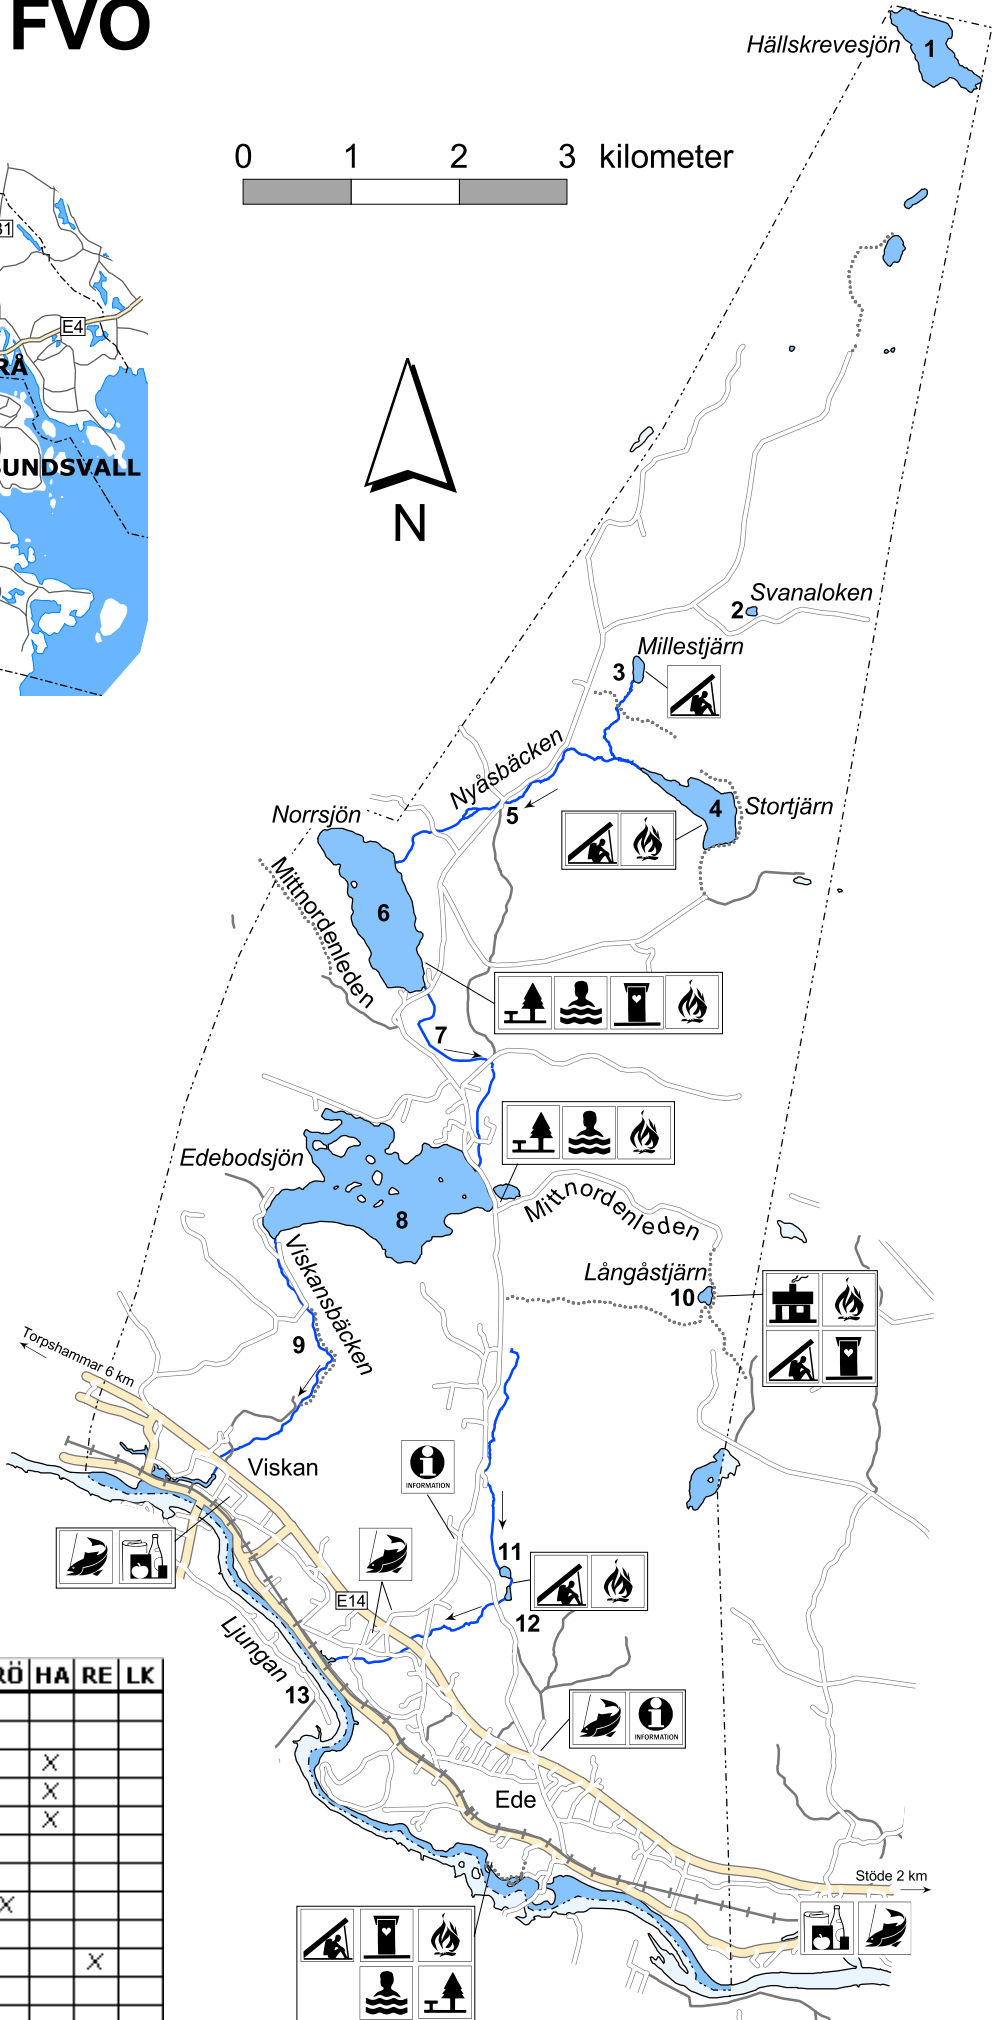 FVO
Hällskrevesjön 1
0 1 2 3 kilometer
E4
SUNDSVALL
N
2 Svanaloken
Millestjärn
3
Nyåsbäcken
5
4 Stortjärn
Norrsjön
6
Mittnordenleden
7
Edebodsjön
8
Mittnordenleden
Viskansbäcken
9
Långåstjärn
10
Torpshammar 6 km
Viskan
INFORMATION
11
12
E14
Ljungan
13
INFORMATION
Ede
Stöde 2 km
HA RE LK
X
X
X
X
X